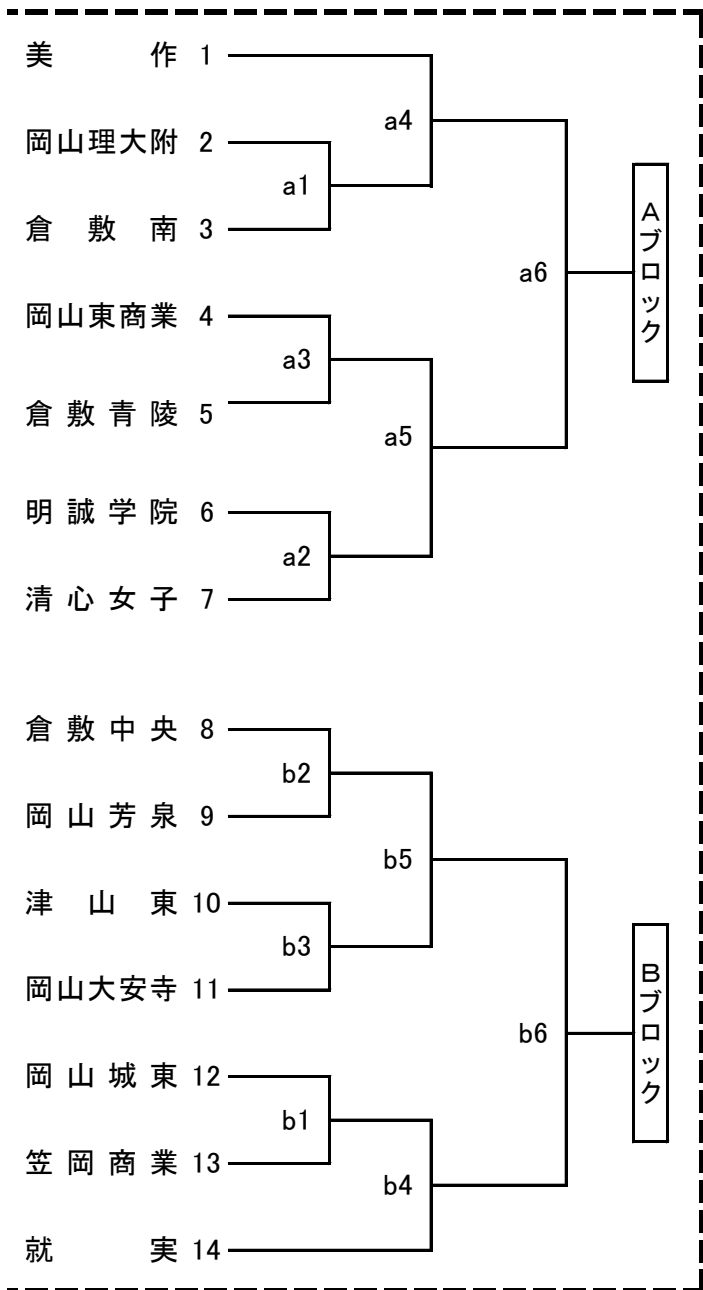 美作 1
a4
岡山理大附 2
a1
倉敷南 3
Aブロック
a6
岡山東商業 4
a3
倉敷青陵 5
a5
明誠学院 6
a2
清心女子 7
倉敷中央 8
b2
岡山芳泉 9
b5
津山東 10
b3
岡山大安寺 11
Bブロック
b6
岡山城東 12
b1
笠岡商業 13
b4
就実 14